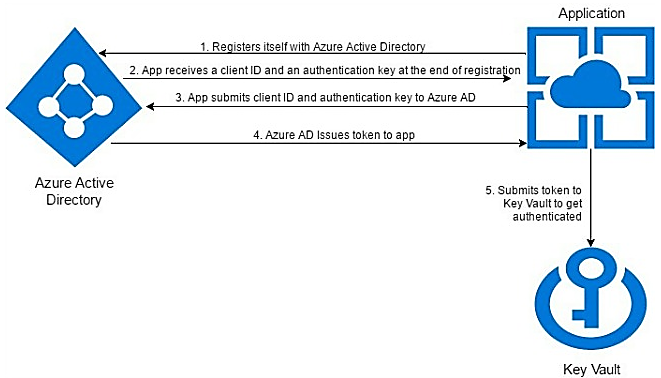 Application
1. Registers itself with Azure Active Directory
2. App receives a client ID and an authentication key at the end of registration
3. App submits client ID and authentication key to Azure AD
4. Azure AD Issues token to app
Azure Active
Directory
5. Submits token to
Key Vault to get
authenticated
Key Vault